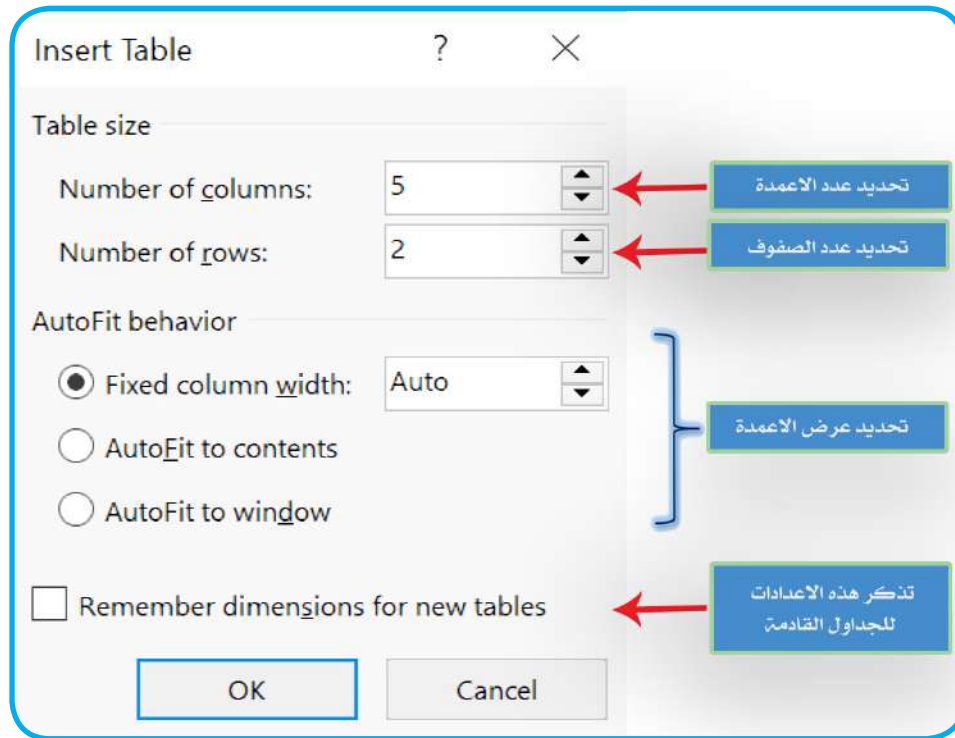 Insert Table ?
Table size
Number of columns: 5
تحديد عدد الاعمدة
Number of rows: 2
تحديد عدد الصفوف
AutoFit behavior
Fixed column width: Auto
AutoFit to contents
تحديد عرض الاعمدة
AutoFit to window
Remember dimensions for new tables
تذكر هذه الاعدادات
للجداول القادمة
OK Cancel